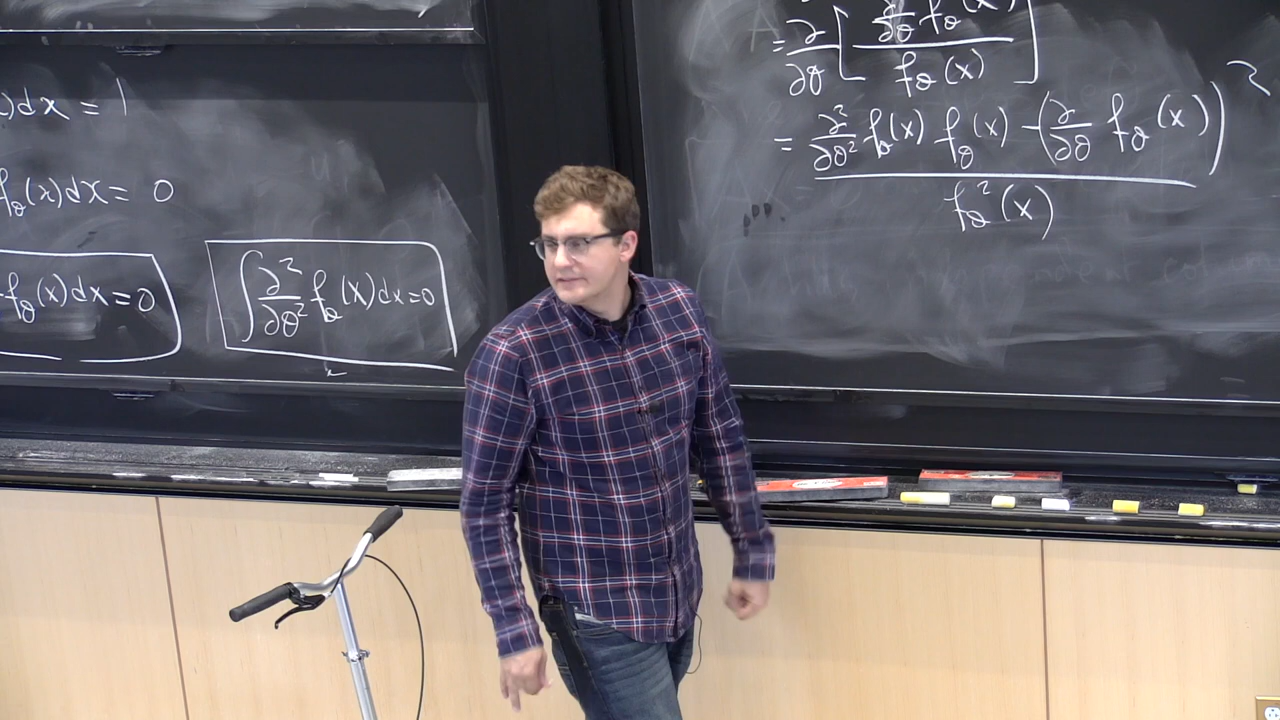 )dx = 1
f_θ(x)dx = 0
f_θ(x)dx = 0
∫ ∂²/∂θ² f_θ(x)dx = 0
= ∂/∂θ [ ∂/∂θ f_θ(x) / f_θ(x) ]
= ∂²/∂θ² f_θ(x) f_θ(x) - (∂/∂θ f_θ(x))² / f_θ²(x)